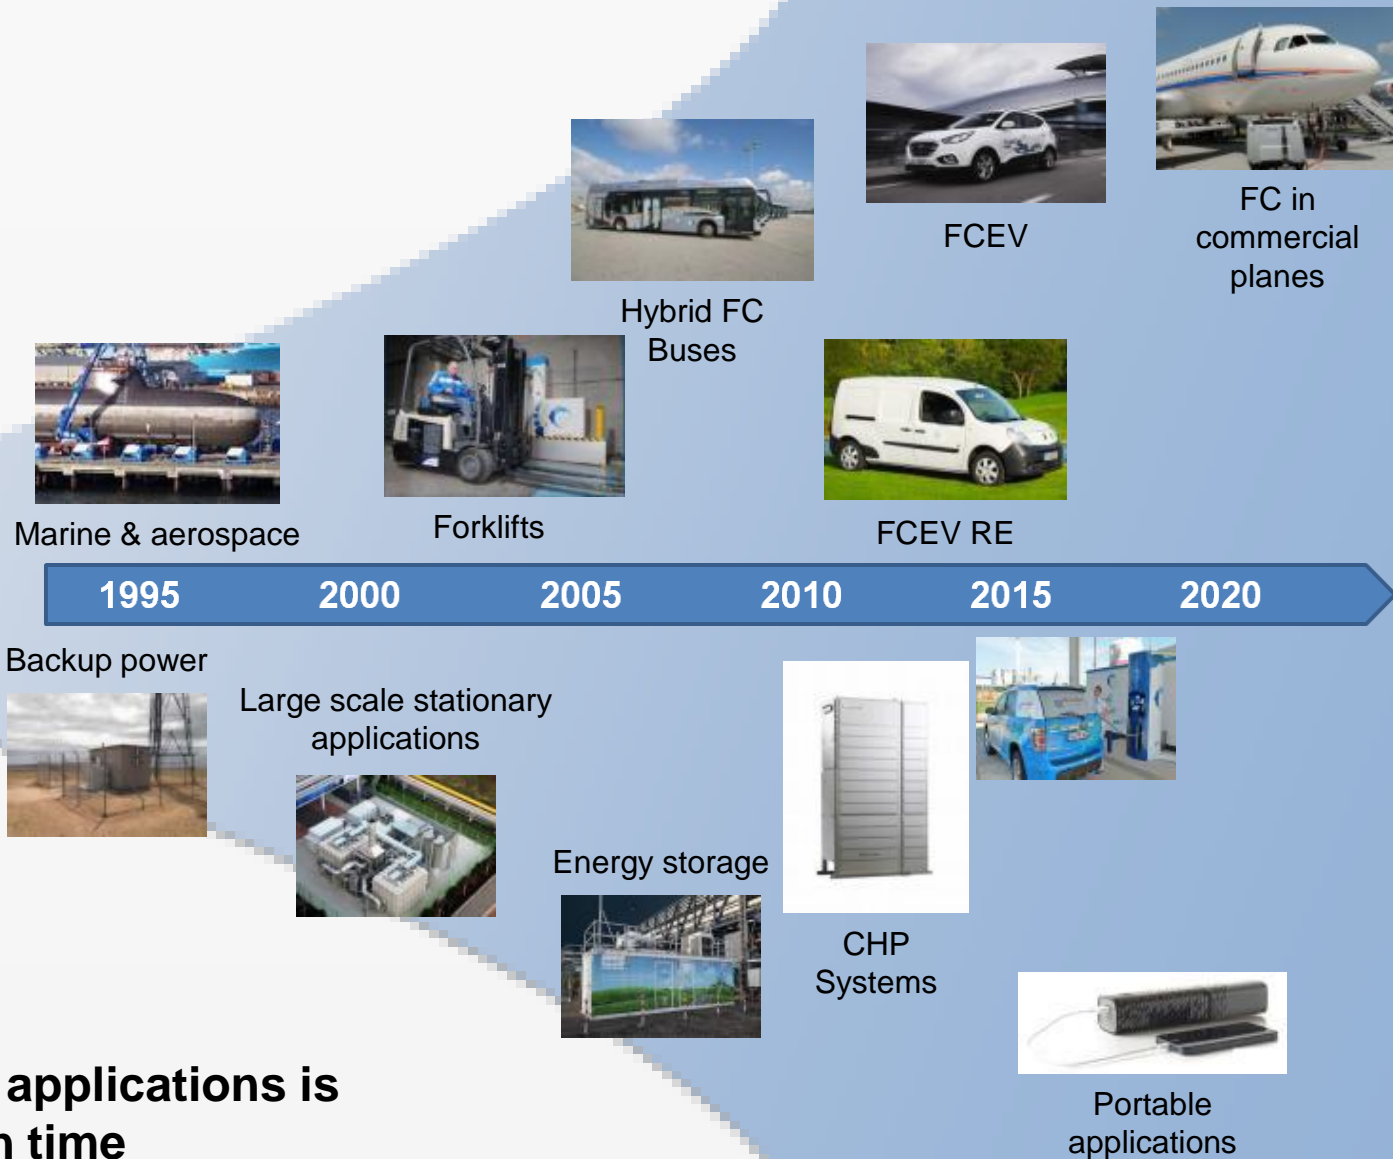 FCEV
FC in
commercial
planes
Hybrid FC
Buses
Marine & aerospace
Forklifts
FCEV RE
1995 2000 2005 2010 2015 2020
Backup power
Large scale stationary
applications
Energy storage
CHP
Systems
Portable
applications
applications is
n time